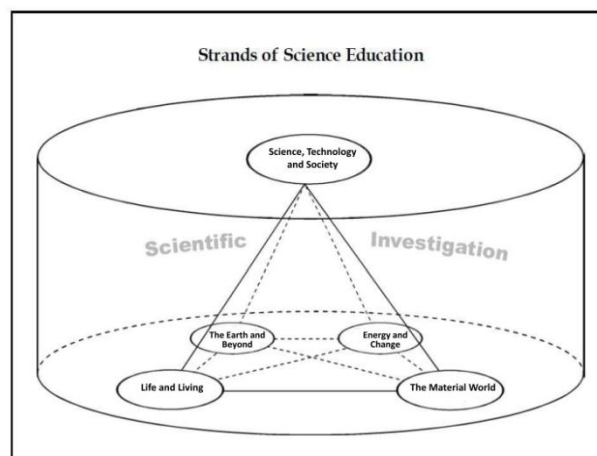 Strands of Science Education
Science, Technology
and Society
Scientific Investigation
The Earth and
Beyond
Energy and
Change
Life and Living
The Material World